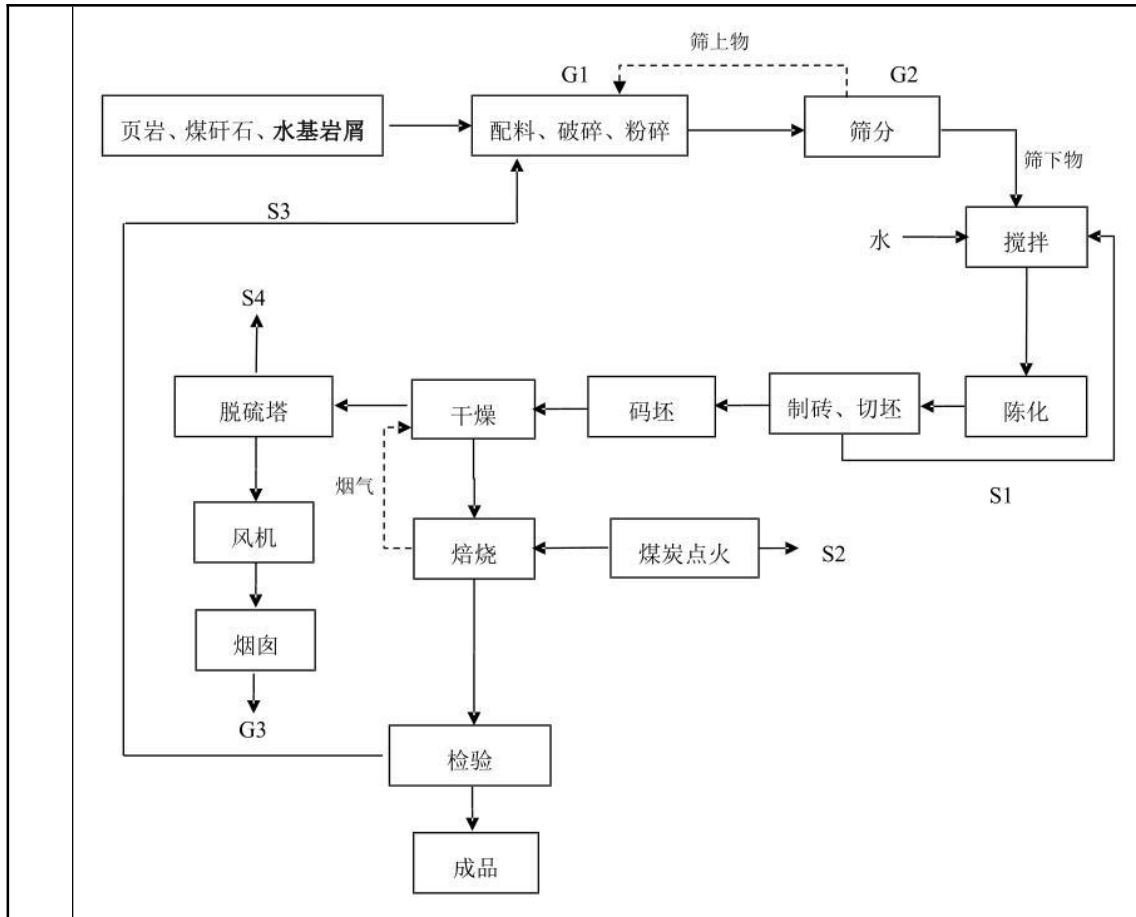 筛上物
G1
G2
页岩、煤矸石、水基岩屑
配料、破碎、粉碎
筛分
筛下物
S3
水
搅拌
S4
脱硫塔
干燥
码坯
制砖、切坯
陈化
烟气
S1
风机
焙烧
煤炭点火
S2
烟囱
G3
检验
成品